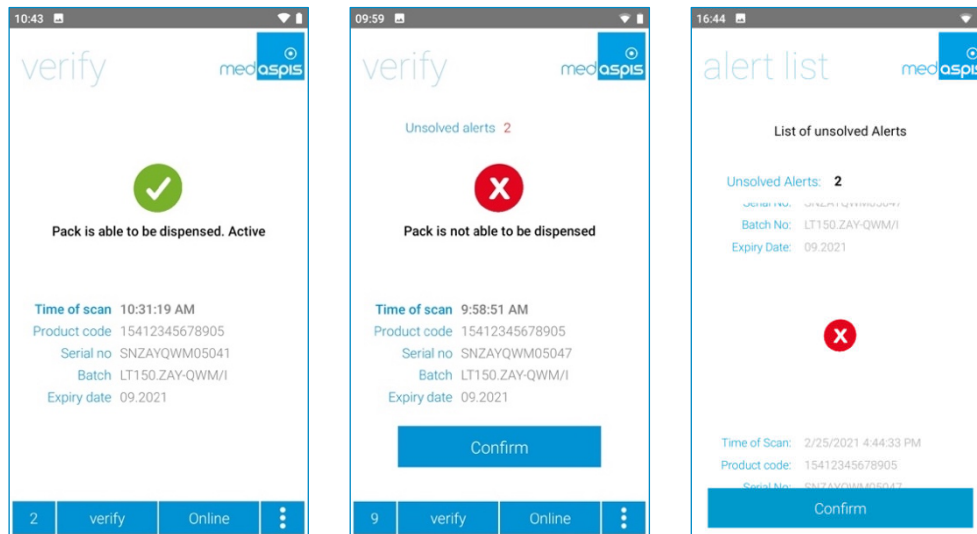 10:43
verify
medaspis
Pack is able to be dispensed. Active
Time of scan 10:31:19 AM
Product code 15412345678905
Serial no SNZAYQWM05041
Batch LT150.ZAY-QWM/I
Expiry date 09.2021
2 verify Online
09:59
verify
medaspis
Unsolved alerts 2
Pack is not able to be dispensed
Time of scan 9:58:51 AM
Product code 15412345678905
Serial no SNZAYQWM05047
Batch LT150.ZAY-QWM/I
Expiry date 09.2021
Confirm
9 verify Online
16:44
alert list
medaspis
List of unsolved Alerts
Unsolved Alerts: 2
Serial No:
Batch No: LT150.ZAY-QWM/I
Expiry Date: 09.2021
Time of Scan: 2/25/2021 4:44:33 PM
Product code: 15412345678905
Serial No: SNZAYQWM05047
Confirm